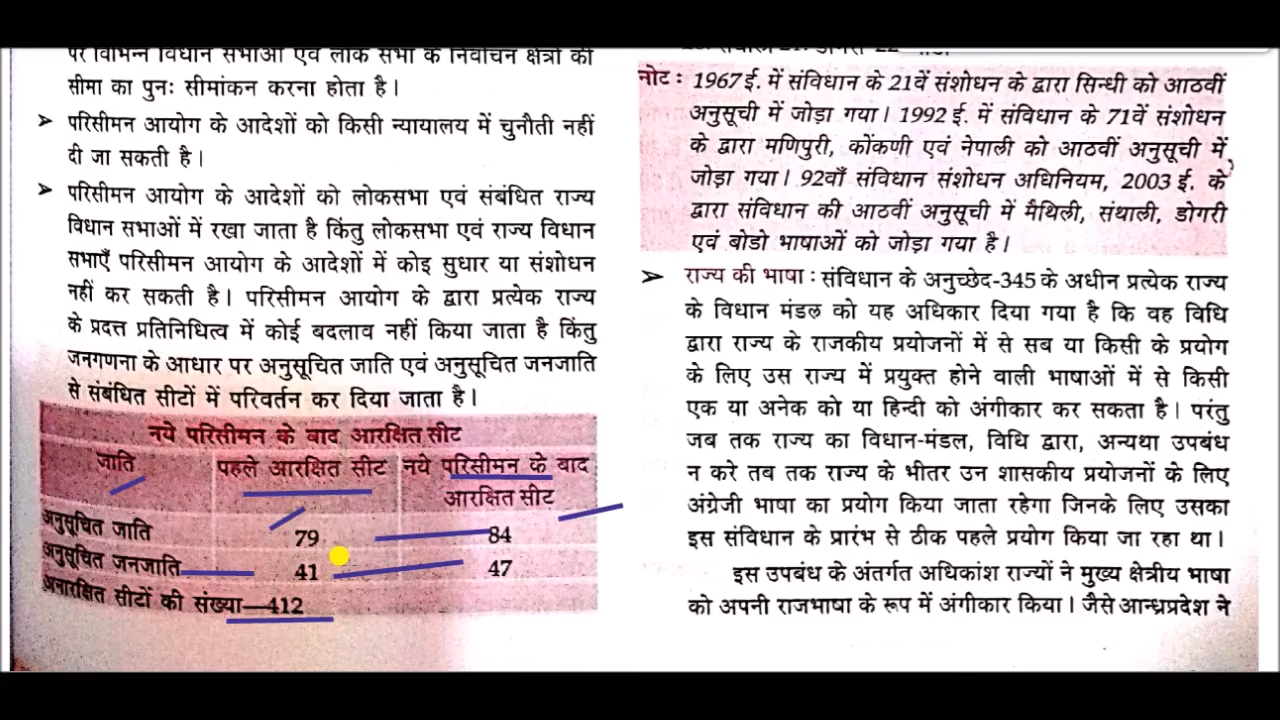 पर विभिन्न विधान सभाओं एवं लोक सभा के निर्वाचन क्षेत्रों की
सीमा का पुनः सीमांकन करना होता है।
➤ परिसीमन आयोग के आदेशों को किसी न्यायालय में चुनौती नहीं
दी जा सकती है।
➤ परिसीमन आयोग के आदेशों को लोकसभा एवं संबंधित राज्य
विधान सभाओं में रखा जाता है किंतु लोकसभा एवं राज्य विधान
सभाएँ परिसीमन आयोग के आदेशों में कोइ सुधार या संशोधन
नहीं कर सकती है। परिसीमन आयोग के द्वारा प्रत्येक राज्य
के प्रदत्त प्रतिनिधित्व में कोई बदलाव नहीं किया जाता है किंतु
जनगणना के आधार पर अनुसूचित जाति एवं अनुसूचित जनजाति
से संबंधित सीटों में परिवर्तन कर दिया जाता है।
नये परिसीमन के बाद आरक्षित सीट
जाति पहले आरक्षित सीट नये परिसीमन के बाद
आरक्षित सीट
अनुसूचित जाति 79 84
अनुसूचित जनजाति 41 47
अनारक्षित सीटों की संख्या—412
नोट : 1967 ई. में संविधान के 21वें संशोधन के द्वारा सिन्धी को आठवीं
अनुसूची में जोड़ा गया। 1992 ई. में संविधान के 71वें संशोधन
के द्वारा मणिपुरी, कोंकणी एवं नेपाली को आठवीं अनुसूची में
जोड़ा गया। 92वाँ संविधान संशोधन अधिनियम, 2003 ई. के
द्वारा संविधान की आठवीं अनुसूची में मैथिली, संथाली, डोगरी
एवं बोडो भाषाओं को जोड़ा गया है।
➤ राज्य की भाषा : संविधान के अनुच्छेद-345 के अधीन प्रत्येक राज्य
के विधान मंडल को यह अधिकार दिया गया है कि वह विधि
द्वारा राज्य के राजकीय प्रयोजनों में से सब या किसी के प्रयोग
के लिए उस राज्य में प्रयुक्त होने वाली भाषाओं में से किसी
एक या अनेक को या हिन्दी को अंगीकार कर सकता है। परंतु
जब तक राज्य का विधान-मंडल, विधि द्वारा, अन्यथा उपबंध
न करे तब तक राज्य के भीतर उन शासकीय प्रयोजनों के लिए
अंग्रेजी भाषा का प्रयोग किया जाता रहेगा जिनके लिए उसका
इस संविधान के प्रारंभ से ठीक पहले प्रयोग किया जा रहा था।
इस उपबंध के अंतर्गत अधिकांश राज्यों ने मुख्य क्षेत्रीय भाषा
को अपनी राजभाषा के रूप में अंगीकार किया। जैसे आन्ध्रप्रदेश ने